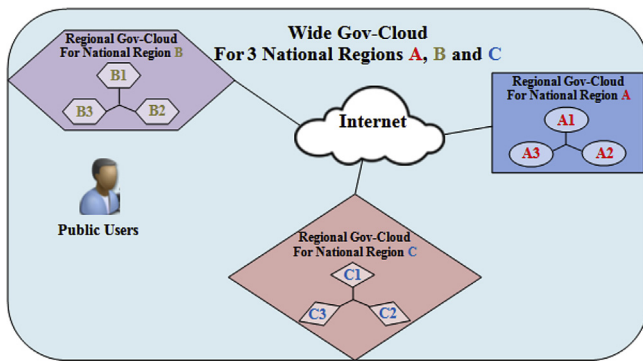 Wide Gov-Cloud
For 3 National Regions A, B and C
Regional Gov-Cloud
For National Region B
B1
B3
B2
Internet
Regional Gov-Cloud
For National Region A
A1
A3
A2
Public Users
Regional Gov-Cloud
For National Region C
C1
C3
C2